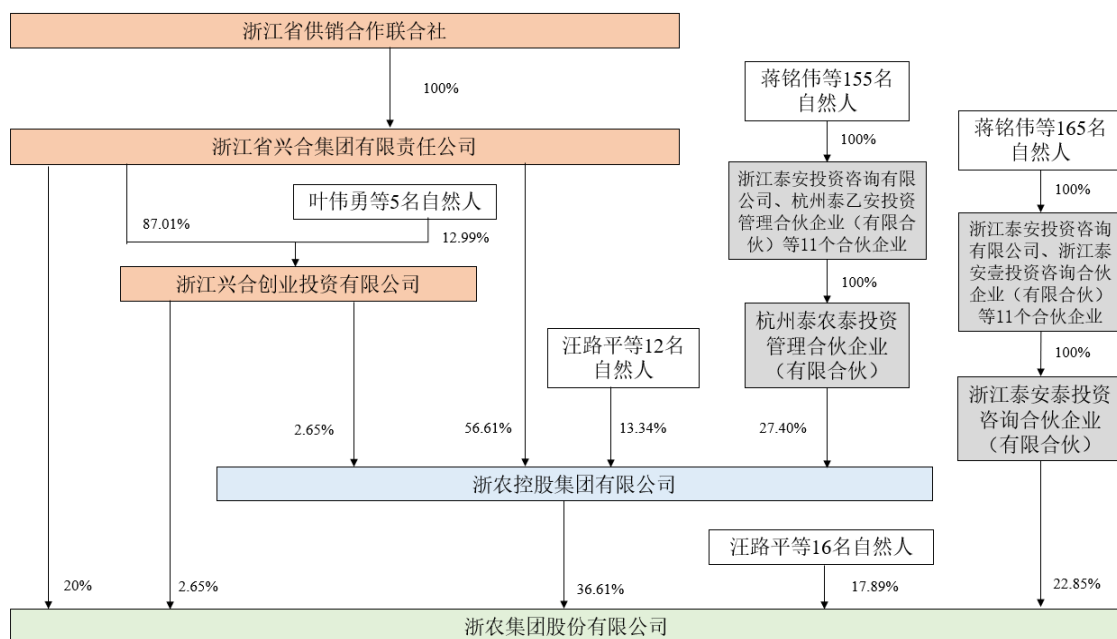 浙江省供销合作联合社
100%
浙江省兴合集团有限责任公司
叶伟勇等5名自然人
87.01%
12.99%
浙江兴合创业投资有限公司
蒋铭伟等155名
自然人
100%
浙江泰安投资咨询有限公
司、杭州泰乙安投资
管理合伙企业（有限合
伙）等11个合伙企业
100%
杭州泰农泰投资
管理合伙企业
（有限合伙）
蒋铭伟等165名
自然人
100%
浙江泰安投资咨询
有限公司、浙江泰
安壹投资咨询合伙
企业（有限合伙）
等11个合伙企业
100%
浙江泰安泰投资
咨询合伙企业
（有限合伙）
汪路平等12名
自然人
2.65%
56.61%
13.34%
27.40%
浙农控股集团有限公司
汪路平等16名自然人
20%
2.65%
36.61%
17.89%
22.85%
浙农集团股份有限公司